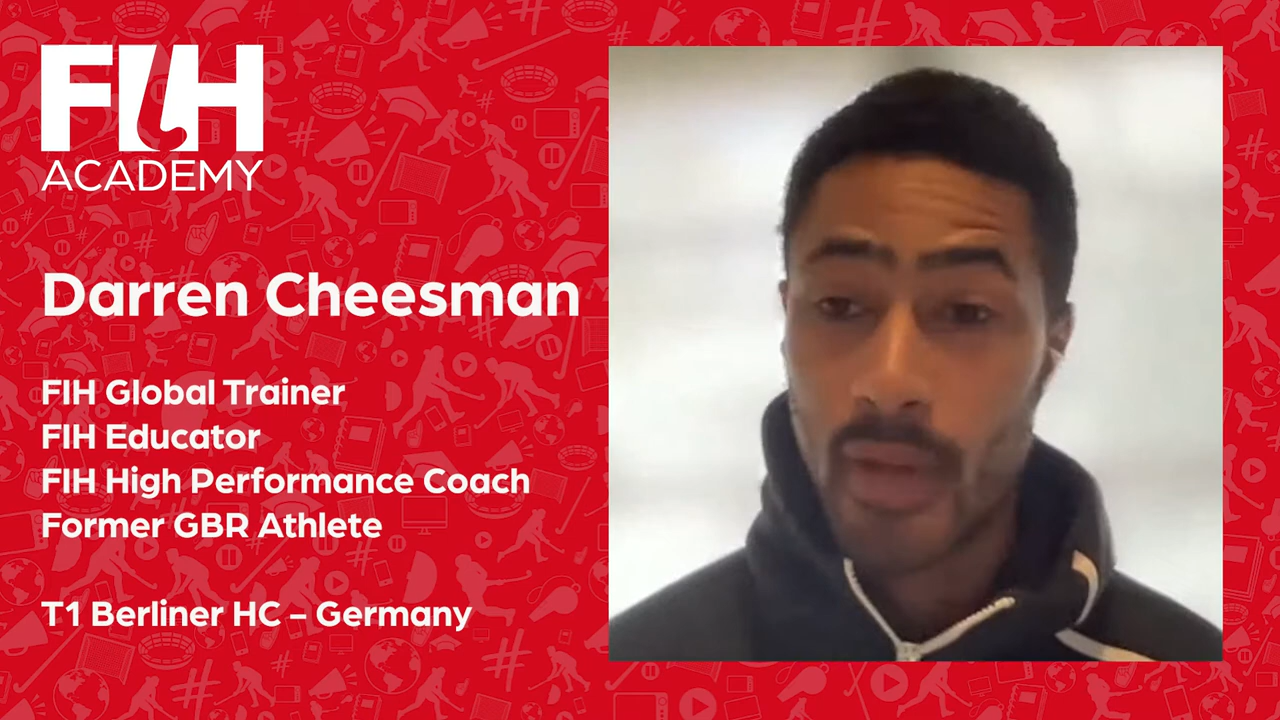 FIH
ACADEMY
Darren Cheesman
FIH Global Trainer
FIH Educator
FIH High Performance Coach
Former GBR Athlete
T1 Berliner HC – Germany